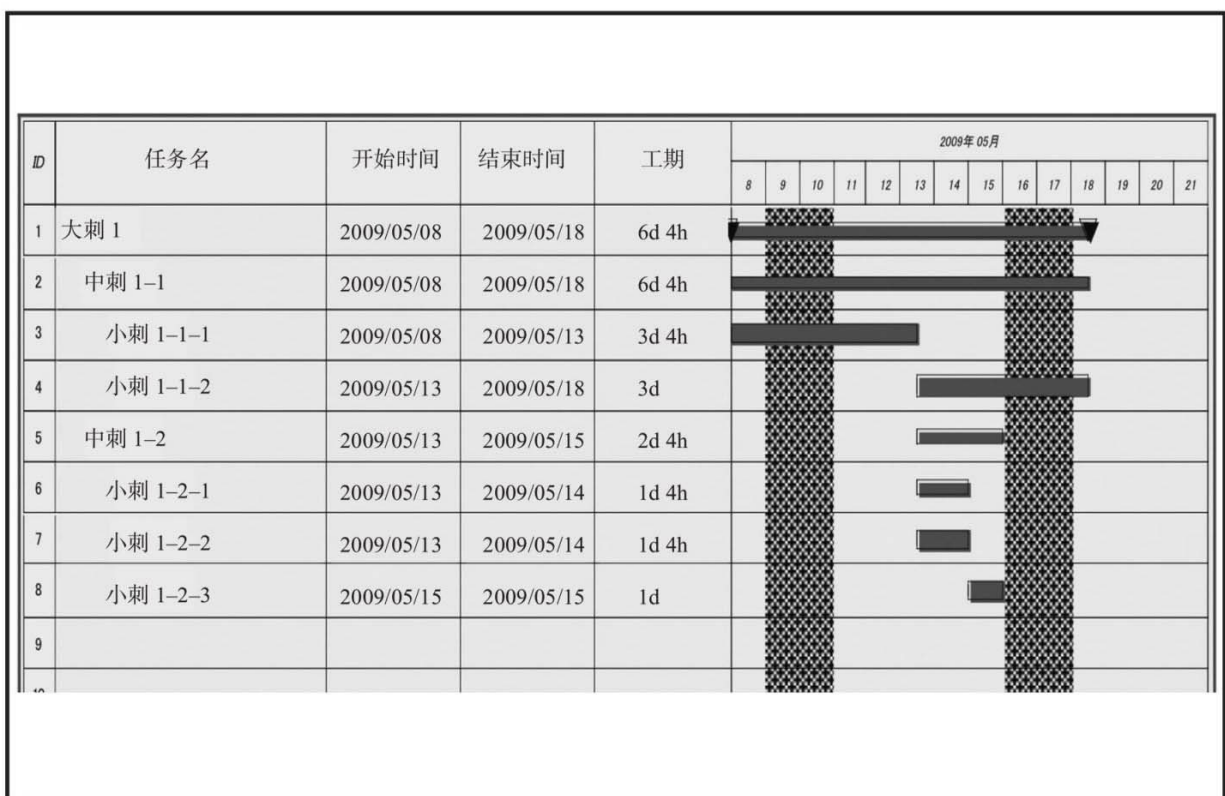 ID 任务名 开始时间 结束时间 工期 2009年 05月
8 9 10 11 12 13 14 15 16 17 18 19 20 21
1 大刺 1 2009/05/08 2009/05/18 6d 4h
2 中刺 1–1 2009/05/08 2009/05/18 6d 4h
3 小刺 1–1–1 2009/05/08 2009/05/13 3d 4h
4 小刺 1–1–2 2009/05/13 2009/05/18 3d
5 中刺 1–2 2009/05/13 2009/05/15 2d 4h
6 小刺 1–2–1 2009/05/13 2009/05/14 1d 4h
7 小刺 1–2–2 2009/05/13 2009/05/14 1d 4h
8 小刺 1–2–3 2009/05/15 2009/05/15 1d
9